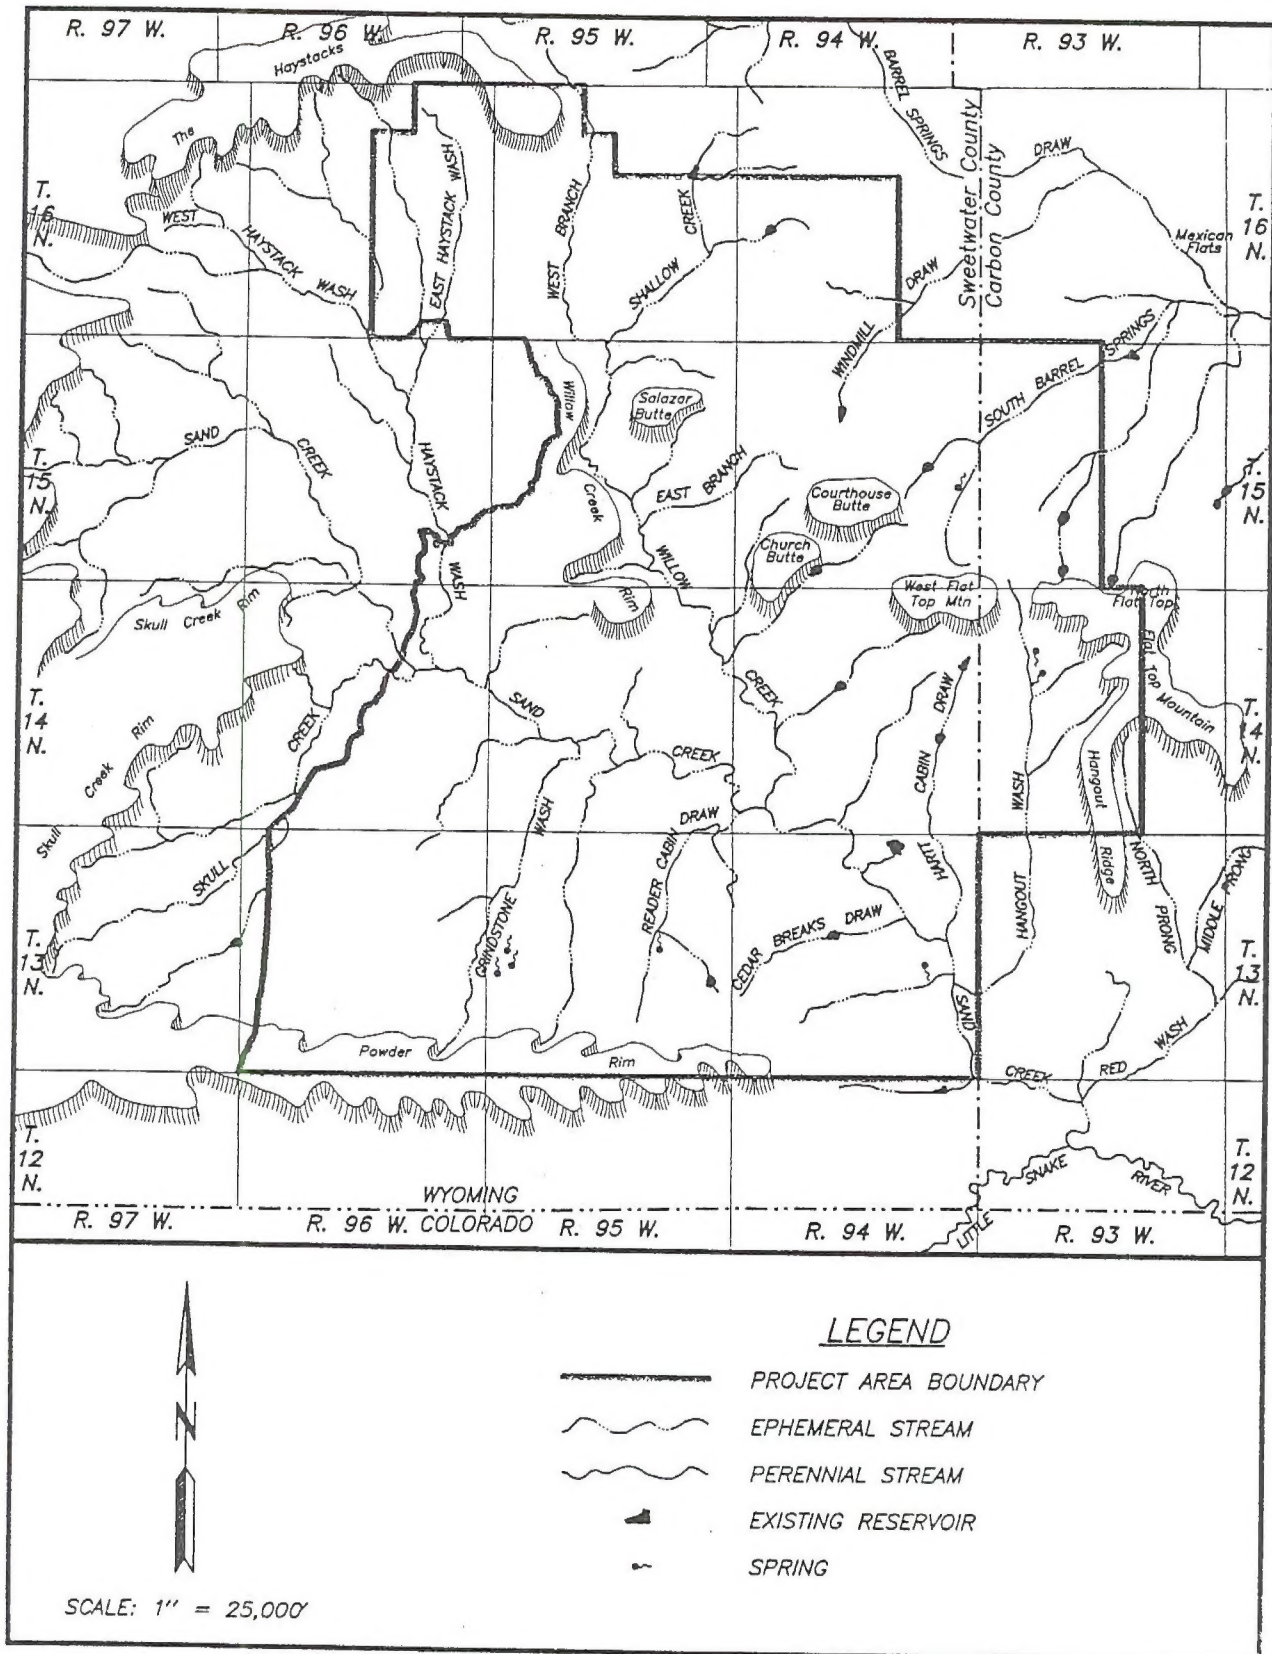 R. 97 W.
R. 96 W.
R. 95 W.
R. 94 W.
R. 93 W.
The Haystacks
BARREL SPRINGS
DRAW
Sweetwater County
Carbon County
T. 16 N.
T. 16 N.
WEST
HAYSTACK
WASH
EAST HAYSTACK WASH
WEST BRANCH
SHALLOW
CREEK
WINDMILL
DRAW
Mexican Flats
SOUTH BARREL
SPRINGS
Willow
Creek
Rim
Salazar Butte
T. 15 N.
T. 15 N.
SAND
CREEK
HAYSTACK
WASH
EAST BRANCH
Courthouse Butte
Church Butte
WILLOW
CREEK
West Flat Top Mtn
North Flat Top
Flat Top Mountain
Skull Creek Rim
T. 14 N.
T. 14 N.
Skull
Creek
Rim
CREEK
SAND
CREEK
CABIN
DRAW
WASH
Hangout
Ridge
SKULL
WASH
GRINDSTONE
READER CABIN
DRAW
HARTT
HANGOUT
NORTH
PRONG
MIDDLE PRONG
T. 13 N.
T. 13 N.
CEDAR BREAKS DRAW
SAND
CREEK
RED
WASH
Powder
Rim
T. 12 N.
T. 12 N.
LITTLE
SNAKE
RIVER
WYOMING
COLORADO
R. 97 W.
R. 96 W.
R. 95 W.
R. 94 W.
R. 93 W.
LEGEND
PROJECT AREA BOUNDARY
EPHEMERAL STREAM
PERENNIAL STREAM
EXISTING RESERVOIR
SPRING
N
SCALE: 1" = 25,000'